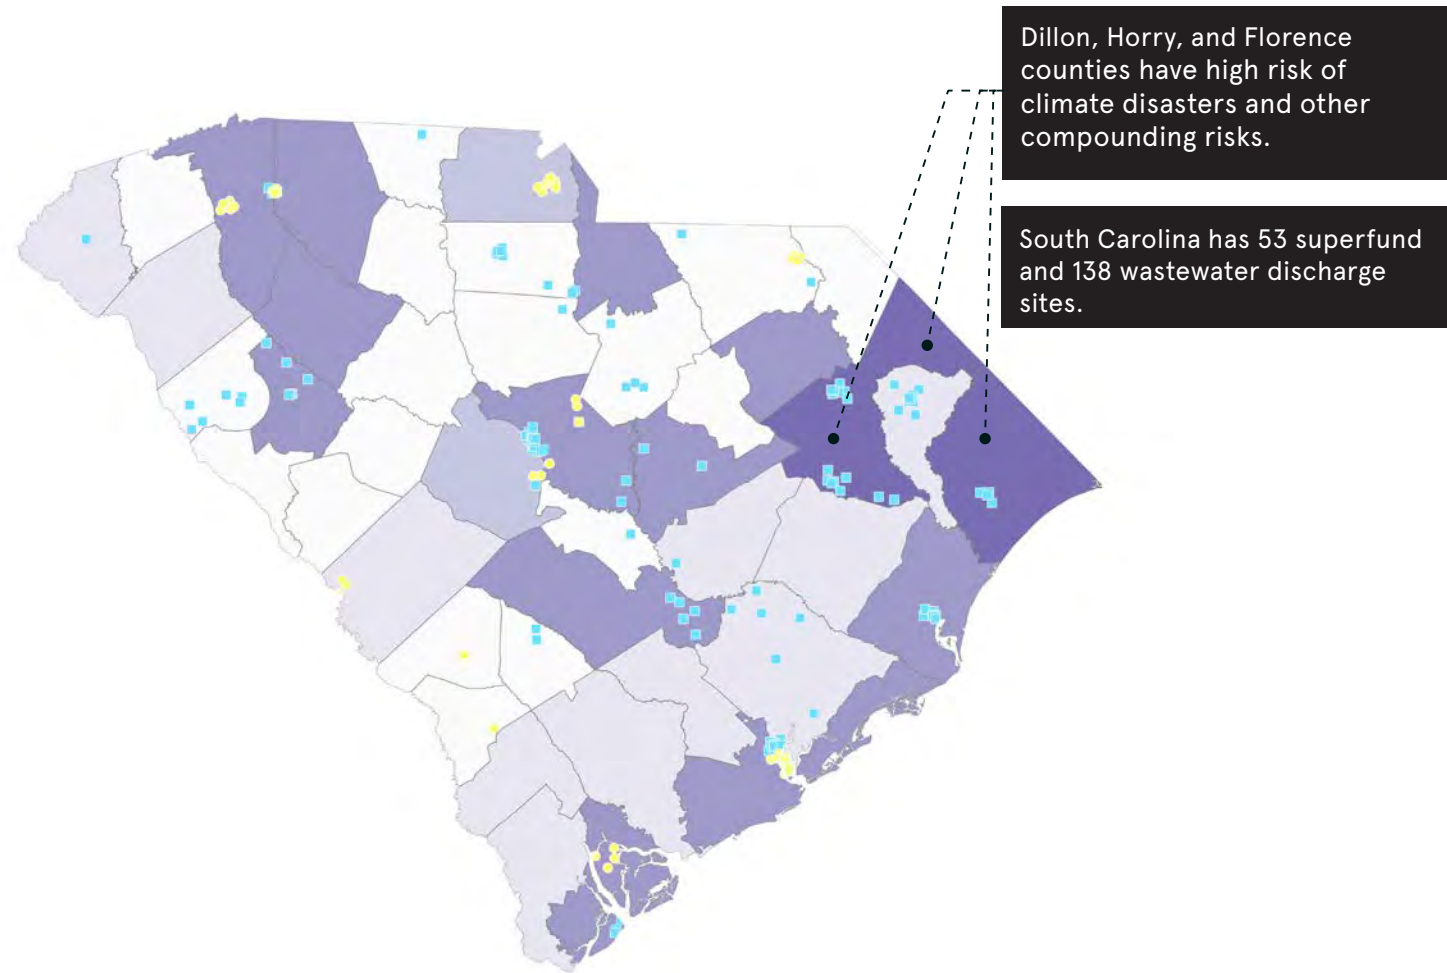 Dillon, Horry, and Florence
counties have high risk of
climate disasters and other
compounding risks.
South Carolina has 53 superfund
and 138 wastewater discharge
sites.